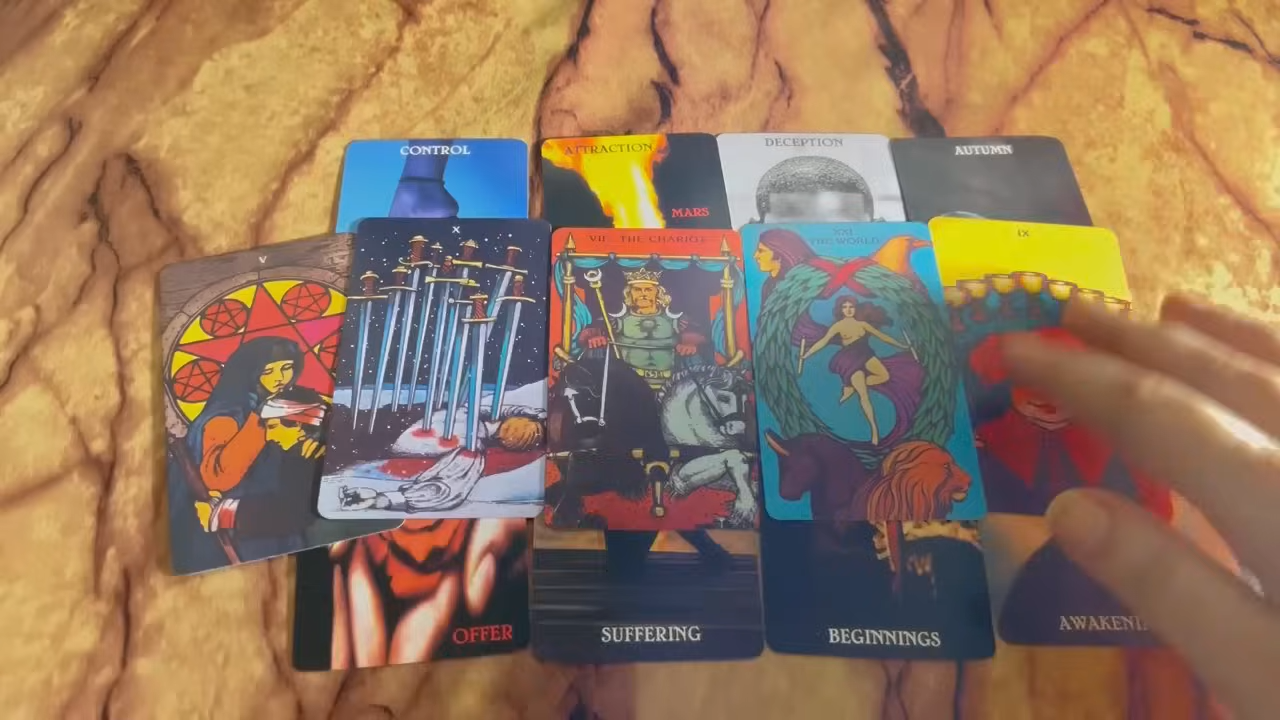 CONTROL
ATTRACTION
MARS
DECEPTION
AUTUMN
V
X
VII THE CHARIOT
XXI
THE WORLD
IX
OFFER
SUFFERING
BEGINNINGS